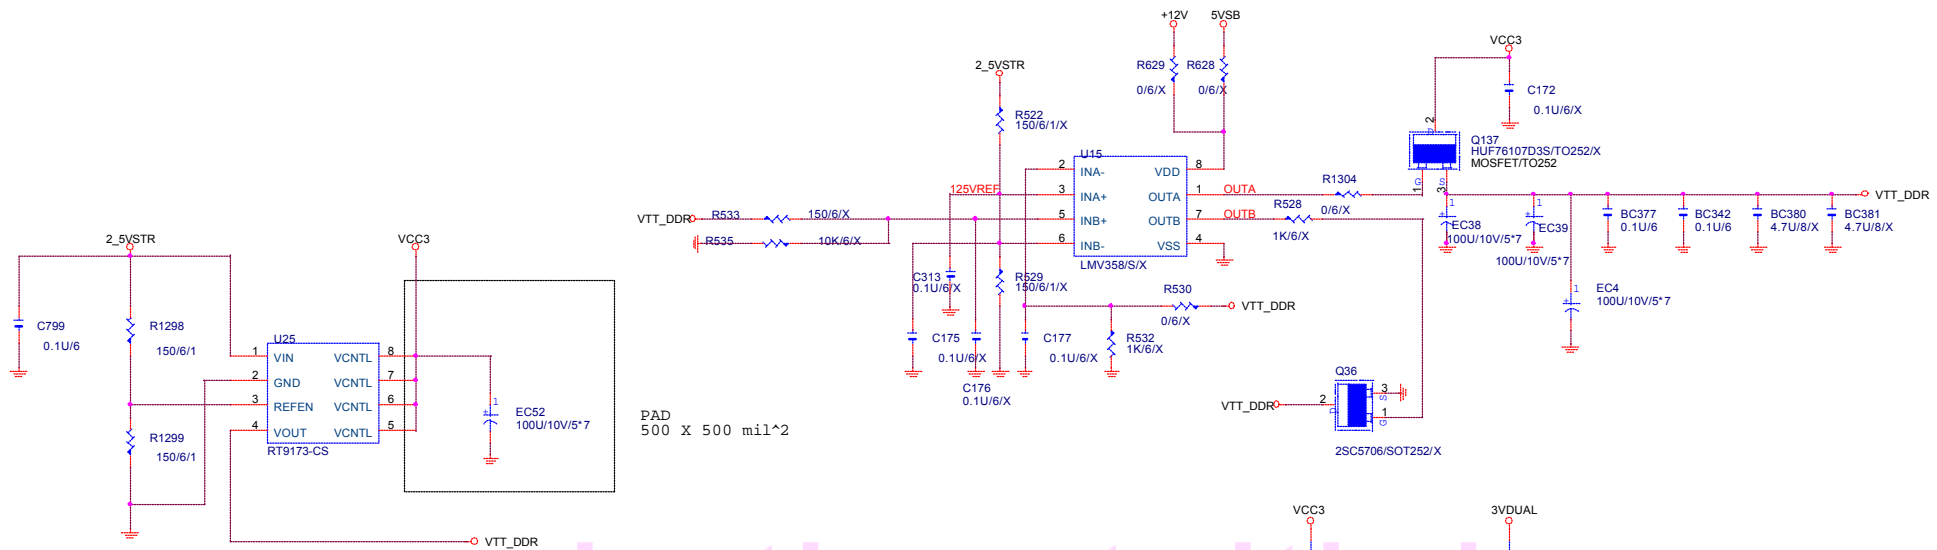 +12V
5VSB
VCC3
2_5VSTR
R629
R628
0/6/X
0/6/X
C172
0.1U/6/X
R522
150/6/1/X
2
Q137
HUF76107D3S/TO252/X
MOSFET/TO252
D
G
S
1
3
U15
2
INA-
VDD
8
125VREF
3
INA+
OUTA
1
OUTA
R1304
0/6/X
VTT_DDR
VTT_DDR
R533
150/6/X
5
INB+
OUTB
7
OUTB
R528
1K/6/X
R535
10K/6/X
6
INB-
VSS
4
LMV358/S/X
1
+
EC38
100U/10V/5*7
1
+
EC39
100U/10V/5*7
BC377
0.1U/6
BC342
0.1U/6
BC380
4.7U/8/X
BC381
4.7U/8/X
2_5VSTR
VCC3
C313
0.1U/6/X
R529
150/6/1/X
R530
0/6/X
VTT_DDR
1
+
EC4
100U/10V/5*7
C799
0.1U/6
R1298
150/6/1
C175
0.1U/6/X
C177
0.1U/6/X
R532
1K/6/X
C176
0.1U/6/X
U25
1
VIN
VCNTL
8
2
GND
VCNTL
7
3
REFEN
VCNTL
6
4
VOUT
VCNTL
5
RT9173-CS
1
+
EC52
100U/10V/5*7
PAD
500 X 500 mil^2
R1299
150/6/1
Q36
VTT_DDR
2
D
3
S
1
G
2SC5706/SOT252/X
VTT_DDR
VCC3
3VDUAL